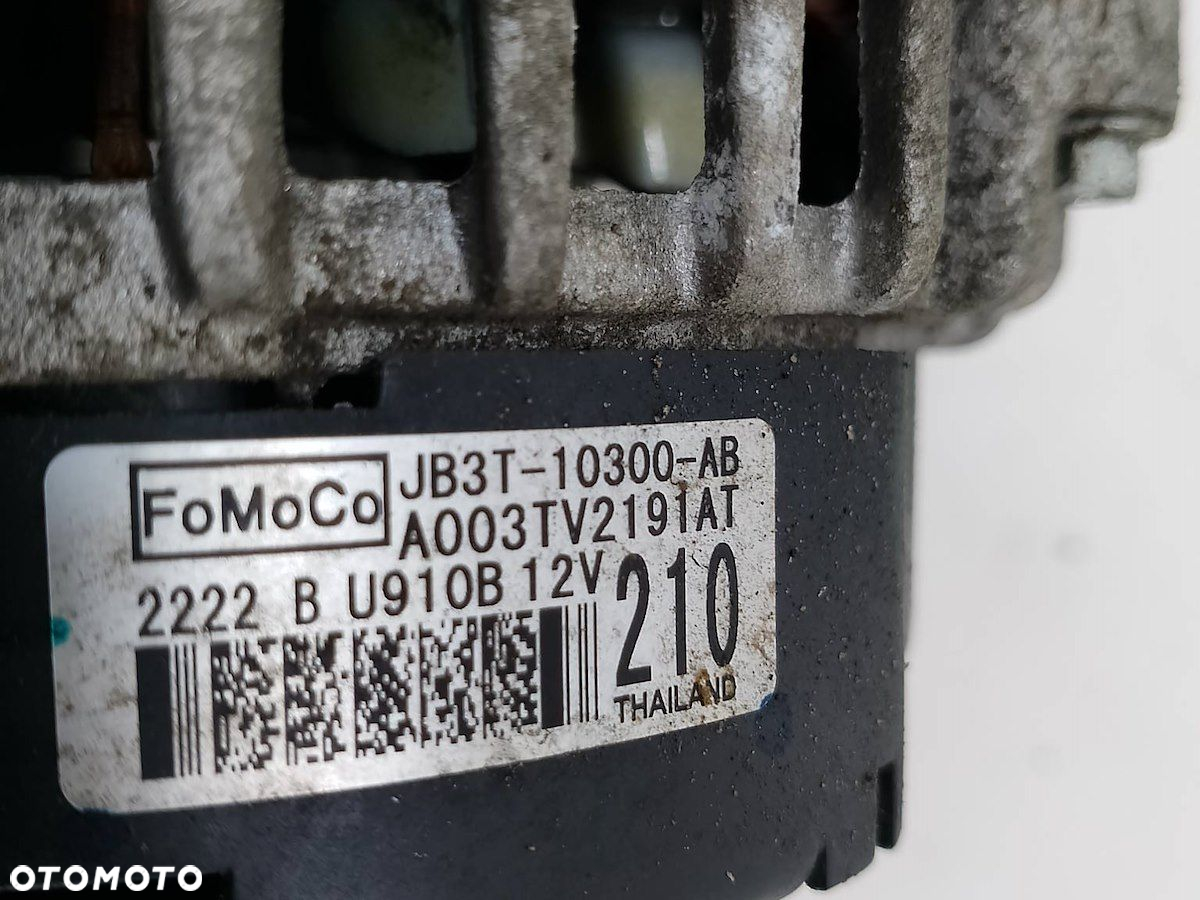 FoMoCo JB3T-10300-AB
A003TV2191AT
2222 B U910B 12V 210
THAILAND
OTOMOTO